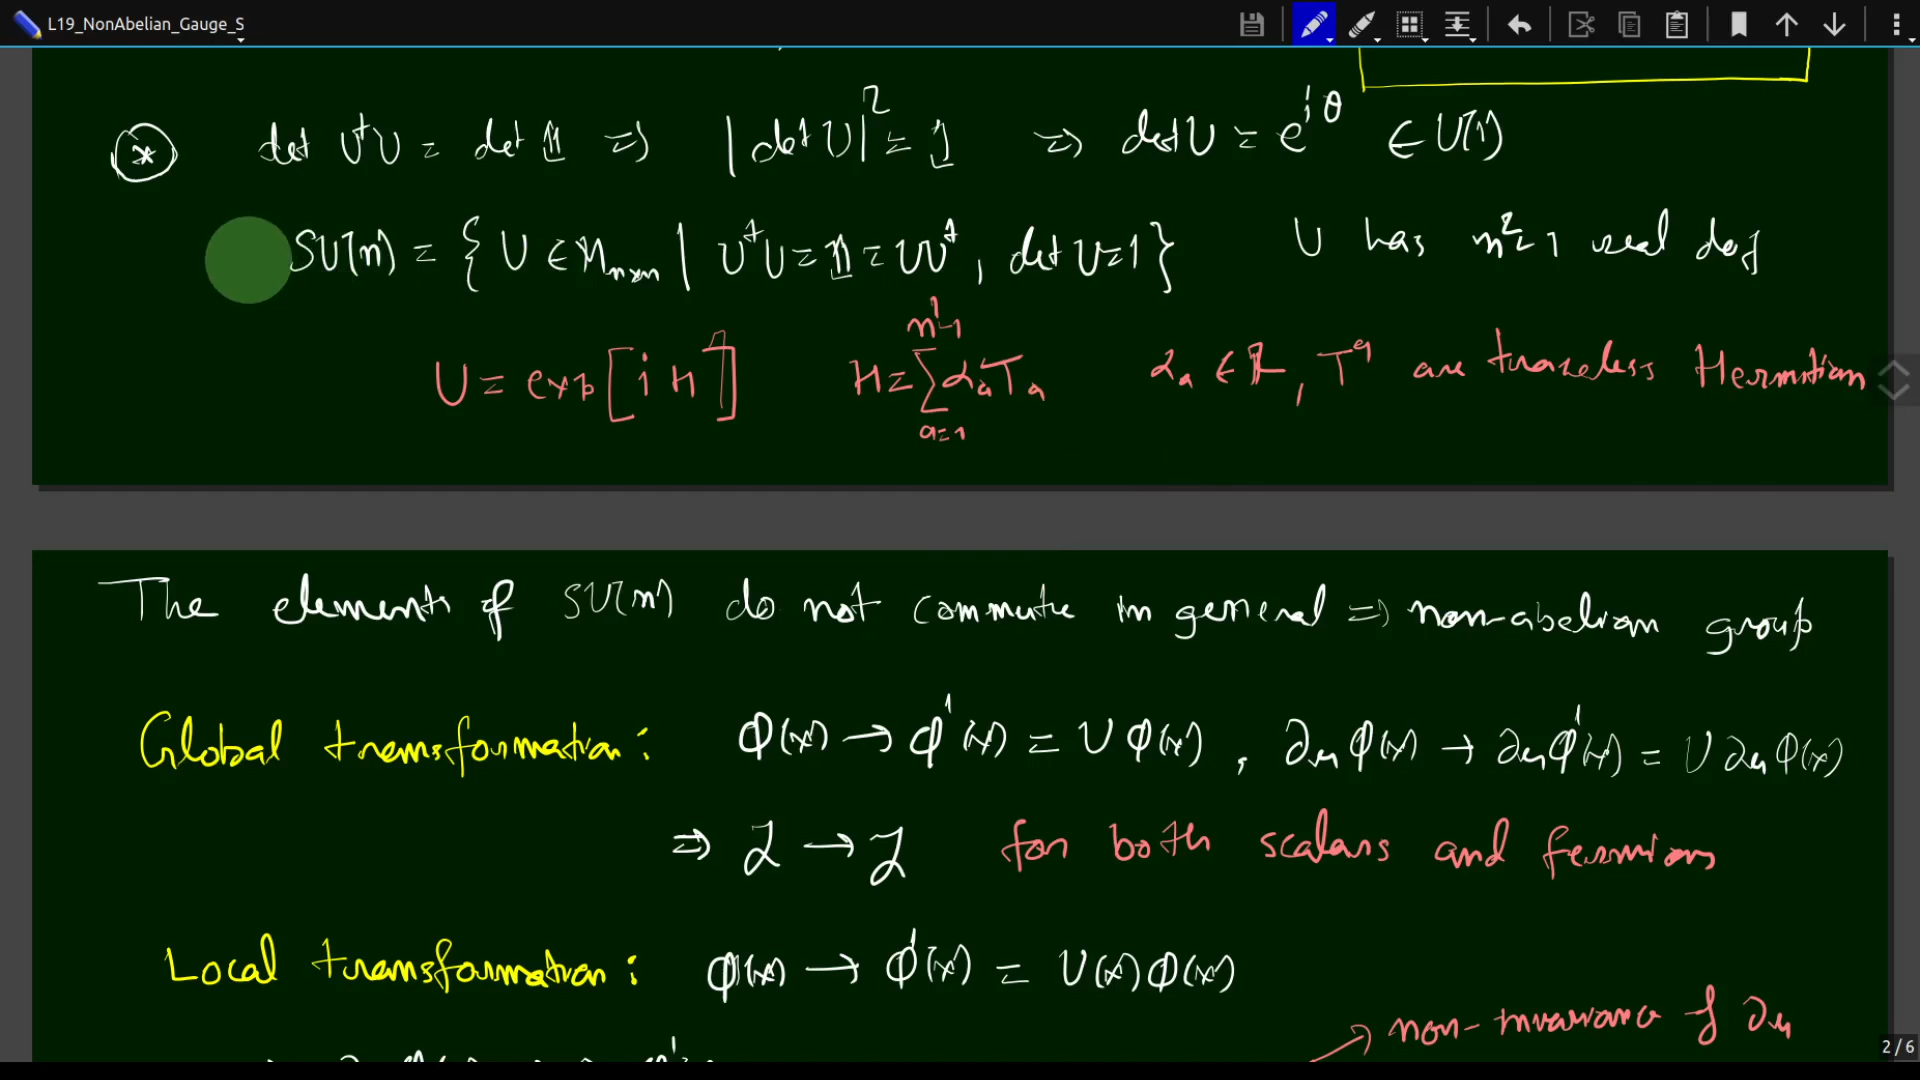 L19_NonAbelian_Gauge_S
* det U†U = det 𝟙 ⇒ |det U|² = 1 ⇒ det U = e^{iθ} ∈ U(1)
SU(n) = { U ∈ M_{n×n} | U†U = 𝟙 = UU†, det U = 1 } U has n²-1 real dof
U = exp[i H] H = Σ_{a=1}^{n²-1} α_a T_a α_a ∈ ℝ, T^a are traceless Hermitian
The elements of SU(n) do not commute in general ⇒ non-abelian group
Global transformation: Φ(x) → Φ'(x) = U Φ(x), ∂_μ Φ(x) → ∂_μ Φ'(x) = U ∂_μ Φ(x)
⇒ ℒ → ℒ for both scalars and fermions
Local transformation: Φ(x) → Φ'(x) = U(x)Φ(x)
non-invariance of ∂_μ
2 / 6